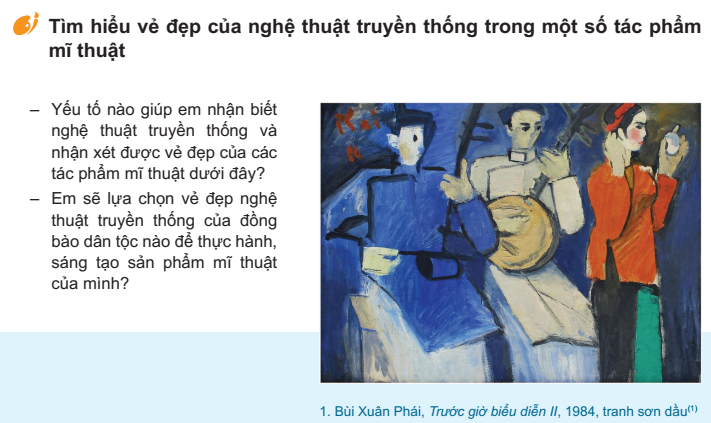 Tìm hiểu vẻ đẹp của nghệ thuật truyền thống trong một số tác phẩm
mĩ thuật
– Yếu tố nào giúp em nhận biết
nghệ thuật truyền thống và
nhận xét được vẻ đẹp của các
tác phẩm mĩ thuật dưới đây?
– Em sẽ lựa chọn vẻ đẹp nghệ
thuật truyền thống của đồng
bào dân tộc nào để thực hành,
sáng tạo sản phẩm mĩ thuật
của mình?
1. Bùi Xuân Phái, Trước giờ biểu diễn II, 1984, tranh sơn dầu(1)